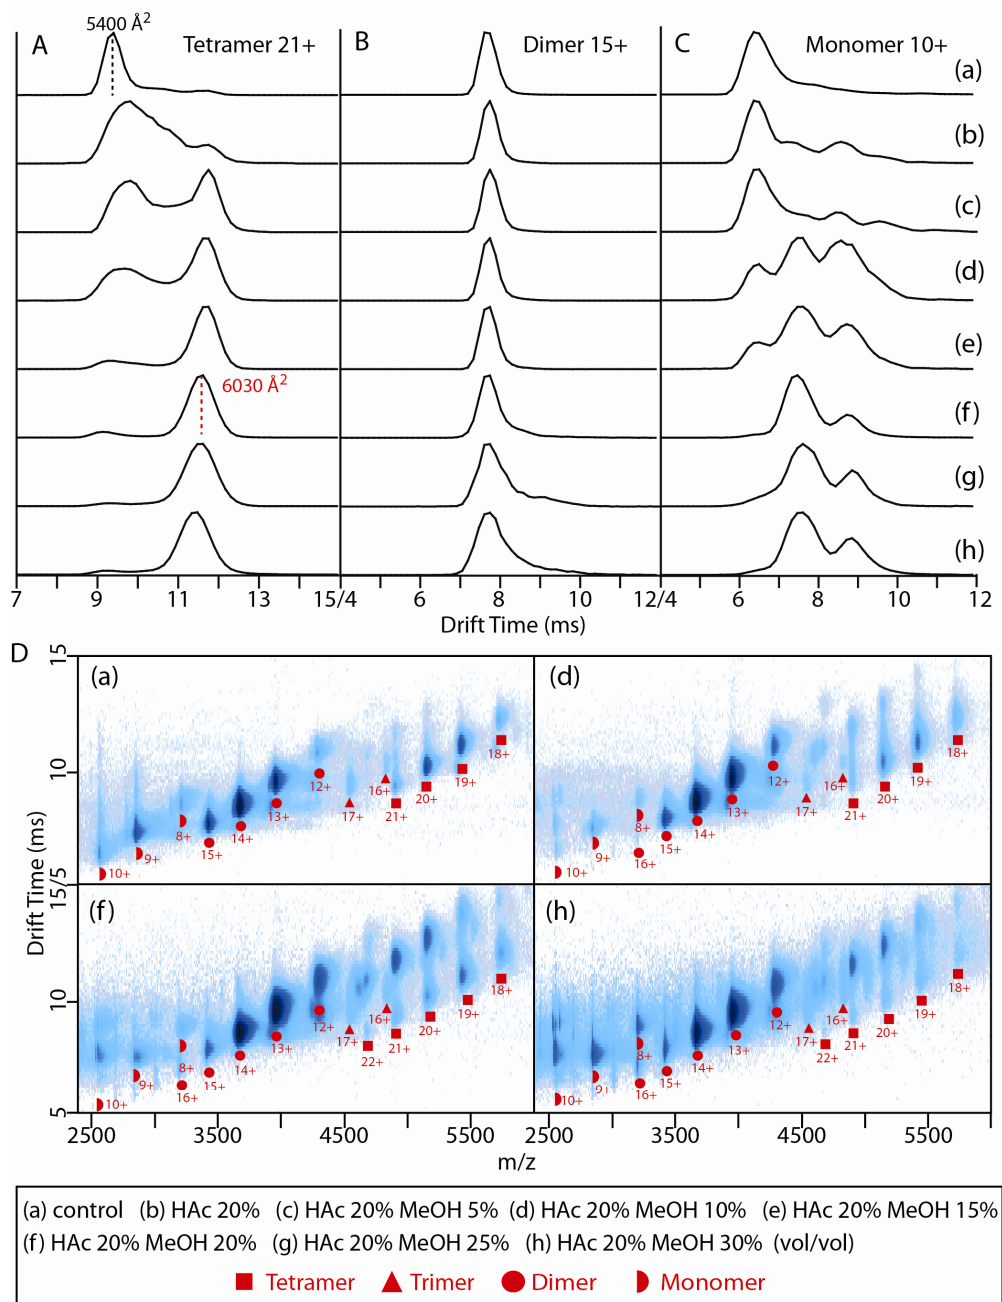 5400 Å²
A Tetramer 21+ B Dimer 15+ C Monomer 10+
(a)
(b)
(c)
(d)
(e)
6030 Å²
(f)
(g)
(h)
7 9 11 13 15/4 6 8 10 12/4 6 8 10 12
Drift Time (ms)
D
15
10
15/5
10
5
Drift Time (ms)
(a)
10+ 9+ 8+ 15+ 14+ 13+ 12+ 17+ 16+ 21+ 20+ 19+ 18+
(d)
10+ 9+ 8+ 16+ 15+ 14+ 13+ 12+ 17+ 16+ 21+ 20+ 19+ 18+
(f)
10+ 9+ 8+ 16+ 15+ 14+ 13+ 12+ 17+ 22+ 16+ 21+ 20+ 19+ 18+
(h)
10+ 9+ 8+ 16+ 15+ 14+ 13+ 12+ 17+ 22+ 16+ 21+ 20+ 19+ 18+
2500 3500 4500 5500 2500 3500 4500 5500
m/z
(a) control (b) HAc 20% (c) HAc 20% MeOH 5% (d) HAc 20% MeOH 10% (e) HAc 20% MeOH 15%
(f) HAc 20% MeOH 20% (g) HAc 20% MeOH 25% (h) HAc 20% MeOH 30% (vol/vol)
Tetramer Trimer Dimer Monomer